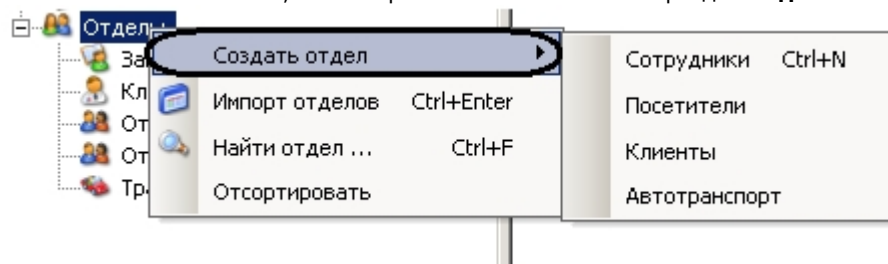 Отделы
Создать отдел
Импорт отделов Ctrl+Enter
Найти отдел ... Ctrl+F
Отсортировать
Сотрудники Ctrl+N
Посетители
Клиенты
Автотранспорт